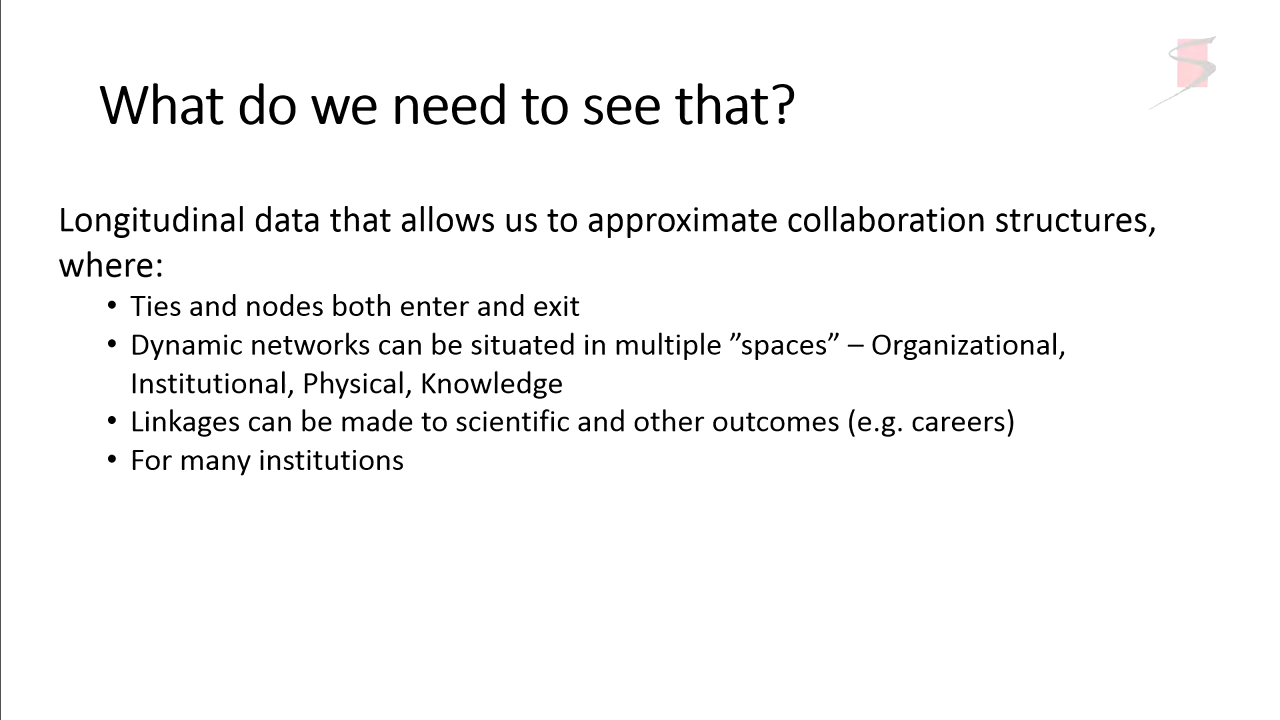 What do we need to see that?
Longitudinal data that allows us to approximate collaboration structures,
where:
• Ties and nodes both enter and exit
• Dynamic networks can be situated in multiple ”spaces” – Organizational,
Institutional, Physical, Knowledge
• Linkages can be made to scientific and other outcomes (e.g. careers)
• For many institutions